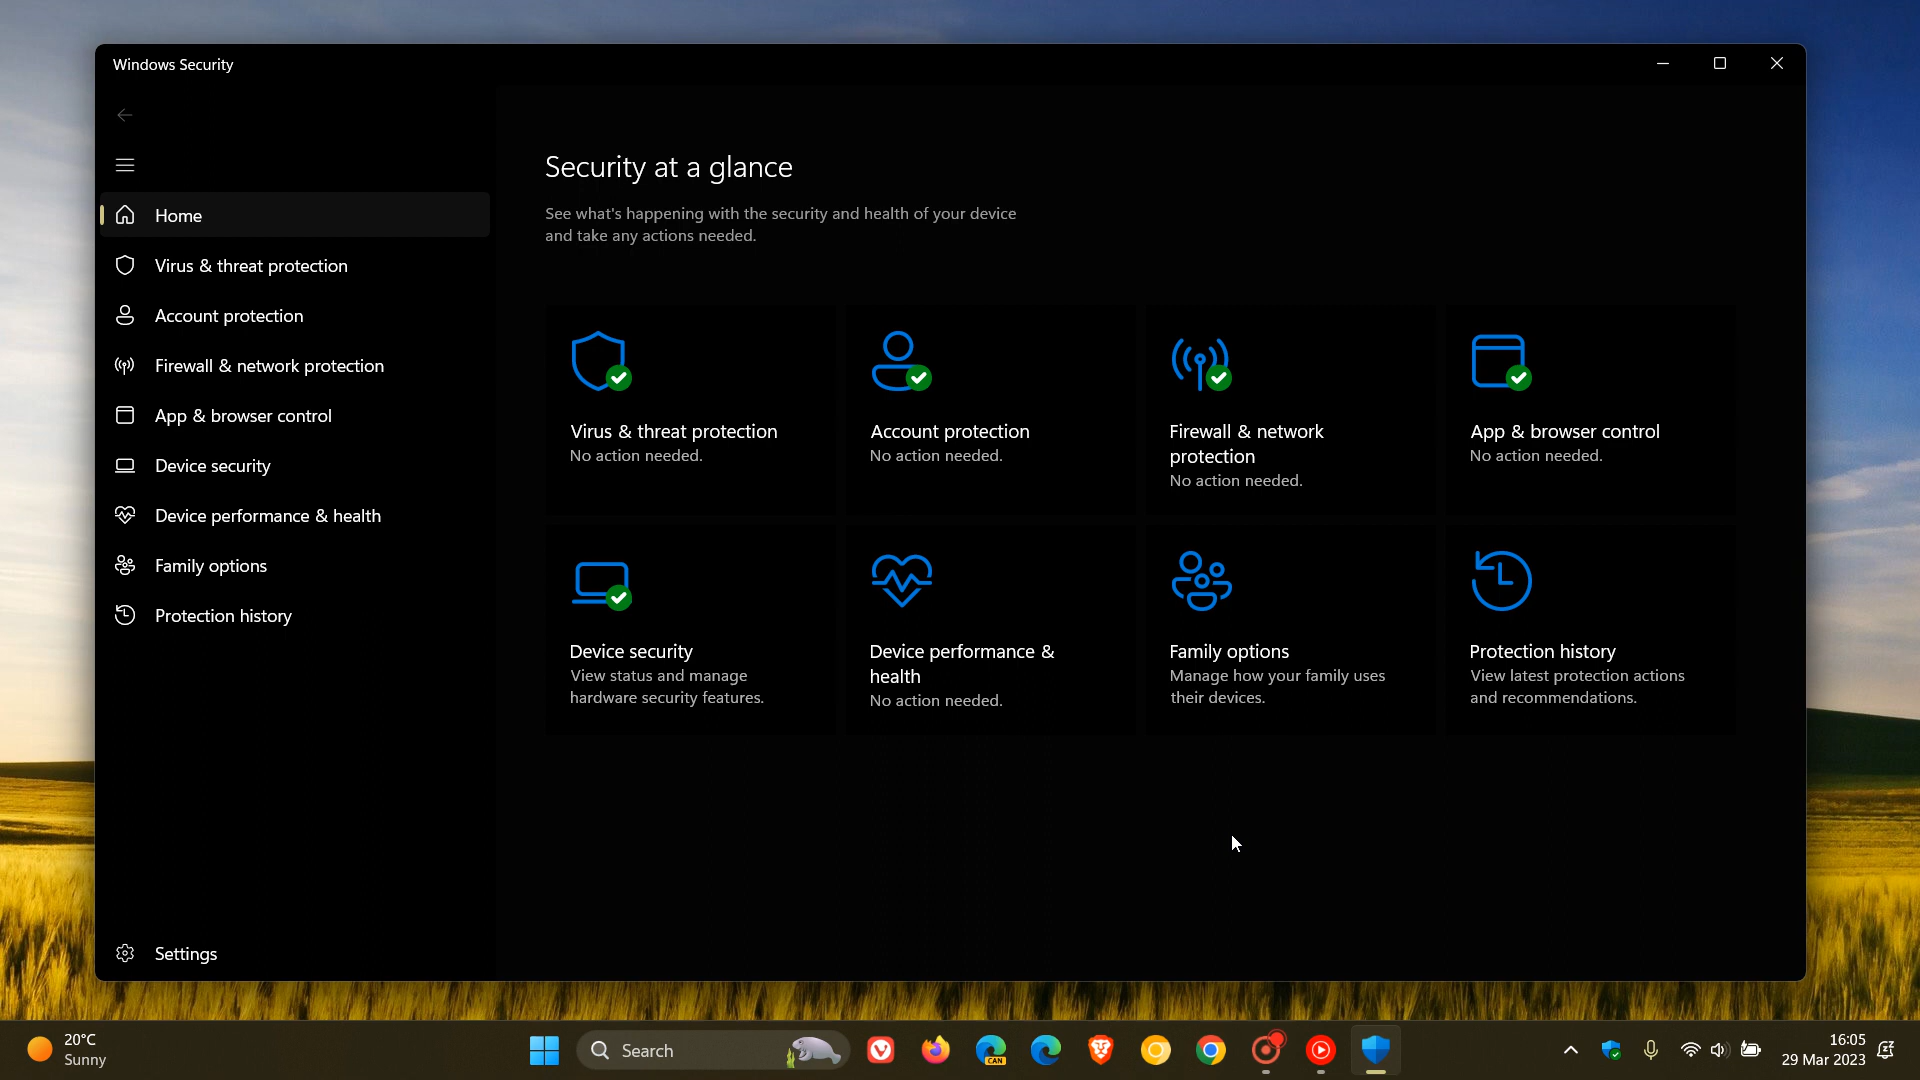 Windows Security
Home
Virus & threat protection
Account protection
Firewall & network protection
App & browser control
Device security
Device performance & health
Family options
Protection history
Settings
Security at a glance
See what's happening with the security and health of your device
and take any actions needed.
Virus & threat protection
No action needed.
Account protection
No action needed.
Firewall & network
protection
No action needed.
App & browser control
No action needed.
Device security
View status and manage
hardware security features.
Device performance &
health
No action needed.
Family options
Manage how your family uses
their devices.
Protection history
View latest protection actions
and recommendations.
20°C
Sunny
Search
CAN
16:05
29 Mar 2023